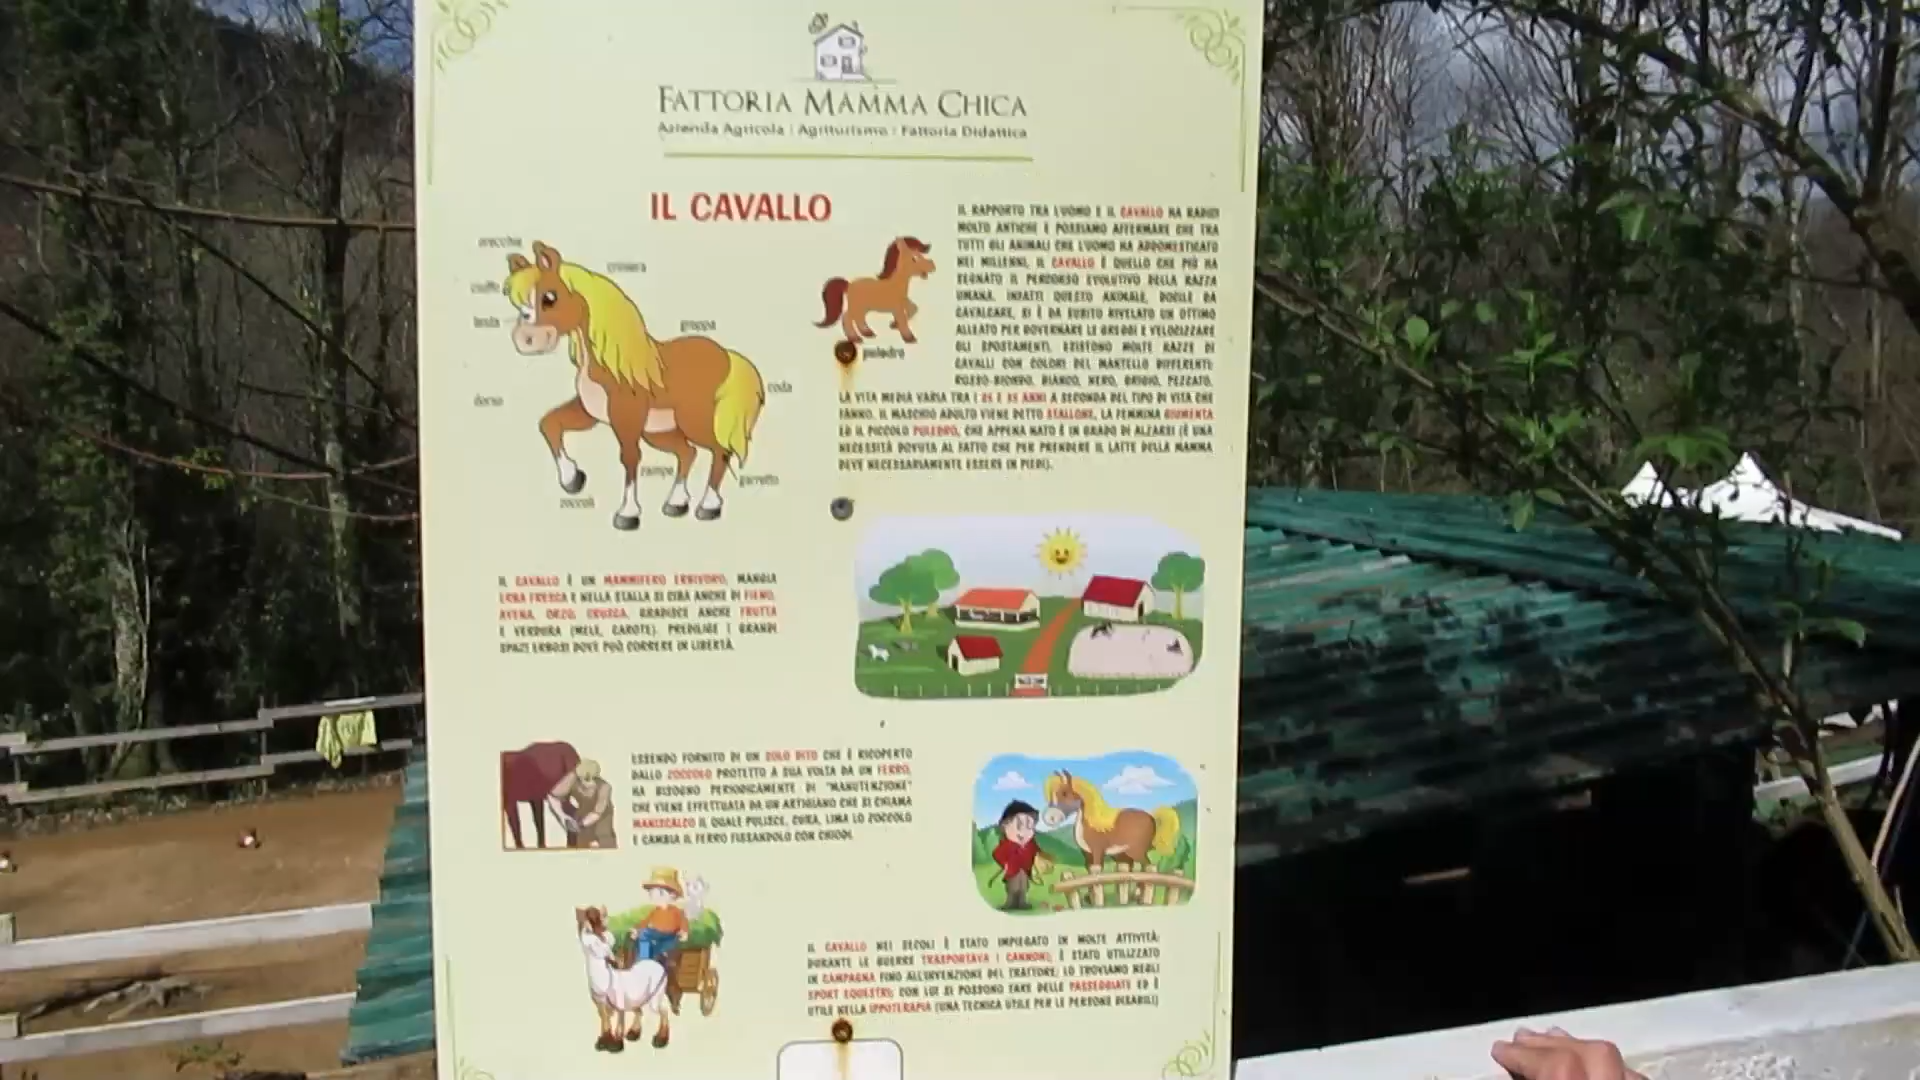 FATTORIA MAMMA CHICA
Azienda Agricola | Agriturismo | Fattoria Didattica
IL CAVALLO
orecchie
criniera
ciuffo
testa
groppa
coda
dorso
zampe
garretto
zoccoli
puledro
IL RAPPORTO TRA L'UOMO E IL CAVALLO HA RADICI
MOLTO ANTICHE E POSSIAMO AFFERMARE CHE TRA
TUTTI GLI ANIMALI CHE L'UOMO HA ADDOMESTICATO
NEI MILLENNI, IL CAVALLO È QUELLO CHE PIÙ HA
SEGNATO IL PERCORSO EVOLUTIVO DELLA RAZZA
UMANA. INFATTI QUESTO ANIMALE, DOCILE DA
CAVALCARE, SI È DA SUBITO RIVELATO UN OTTIMO
ALLEATO PER GOVERNARE LE GREGGI E VELOCIZZARE
GLI SPOSTAMENTI. ESISTONO MOLTE RAZZE DI
CAVALLI CON COLORI DEL MANTELLO DIFFERENTI:
ROSSO-BIONDO, BIANCO, NERO, GRIGIO, PEZZATO.
LA VITA MEDIA VARIA TRA I 25 E 35 ANNI A SECONDA DEL TIPO DI VITA CHE
FANNO. IL MASCHIO ADULTO VIENE DETTO STALLONE, LA FEMMINA GIUMENTA
ED IL PICCOLO PULEDRO, CHE APPENA NATO È IN GRADO DI ALZARSI (È UNA
NECESSITÀ DOVUTA AL FATTO CHE PER PRENDERE IL LATTE DELLA MAMMA
DEVE NECESSARIAMENTE ESSERE IN PIEDI).
IL CAVALLO È UN MAMMIFERO ERBIVORO, MANGIA
ERBA FRESCA E NELLA STALLA SI CIBA ANCHE DI FIENO,
AVENA, ORZO, CRUSCA. GRADISCE ANCHE FRUTTA
E VERDURA (MELE, CAROTE). PREDILIGE I GRANDI
SPAZI ERBOSI DOVE PUÒ CORRERE IN LIBERTÀ.
ESSENDO FORNITO DI UN SOLO DITO CHE È RICOPERTO
DALLO ZOCCOLO PROTETTO A SUA VOLTA DA UN FERRO,
HA BISOGNO PERIODICAMENTE DI "MANUTENZIONE"
CHE VIENE EFFETTUATA DA UN ARTIGIANO CHE SI CHIAMA
MANISCALCO IL QUALE PULISCE, CURA, LIMA LO ZOCCOLO
E CAMBIA IL FERRO FISSANDOLO CON CHIODI.
IL CAVALLO NEI SECOLI È STATO IMPIEGATO IN MOLTE ATTIVITÀ:
DURANTE LE GUERRE TRASPORTAVA I CANNONI, È STATO UTILIZZATO
IN CAMPAGNA FINO ALL'INVENZIONE DEL TRATTORE; LO TROVIAMO NEGLI
SPORT EQUESTRI; CON LUI SI POSSONO FARE DELLE PASSEGGIATE ED È
UTILE NELLA IPPOTERAPIA (UNA TECNICA UTILE PER LE PERSONE DISABILI)